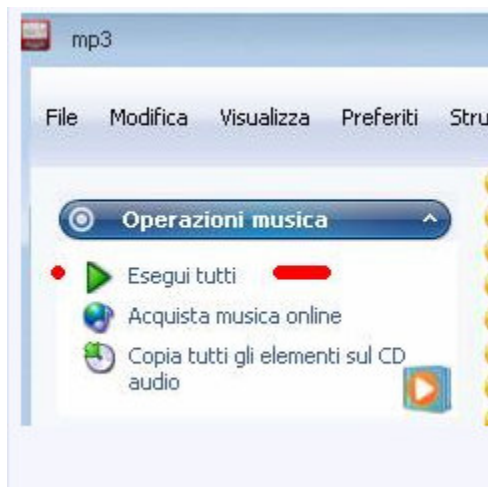 mp3
File Modifica Visualizza Preferiti Stru
Operazioni musica
Esegui tutti
Acquista musica online
Copia tutti gli elementi sul CD
audio